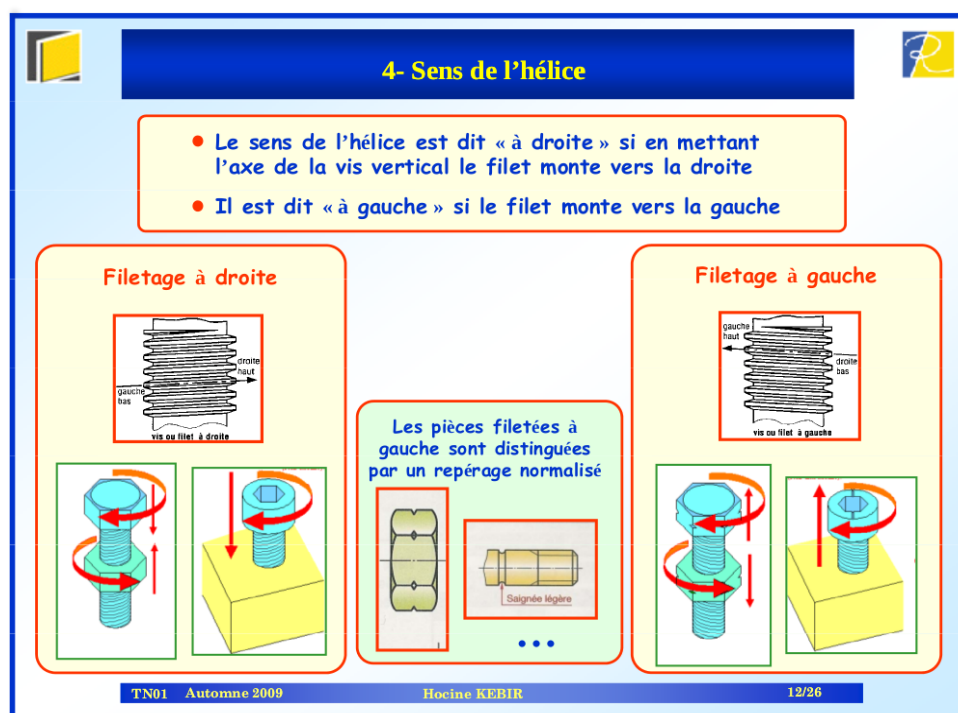 4- Sens de l’hélice
● Le sens de l’hélice est dit « à droite » si en mettant
l’axe de la vis vertical le filet monte vers la droite
● Il est dit « à gauche » si le filet monte vers la gauche
Filetage à droite
droite
haut
gauche
bas
vis ou filet à droite
Les pièces filetées à
gauche sont distinguées
par un repérage normalisé
Saignée légère
...
Filetage à gauche
gauche
haut
droite
bas
vis ou filet à gauche
TN01 Automne 2009 Hocine KEBIR 12/26